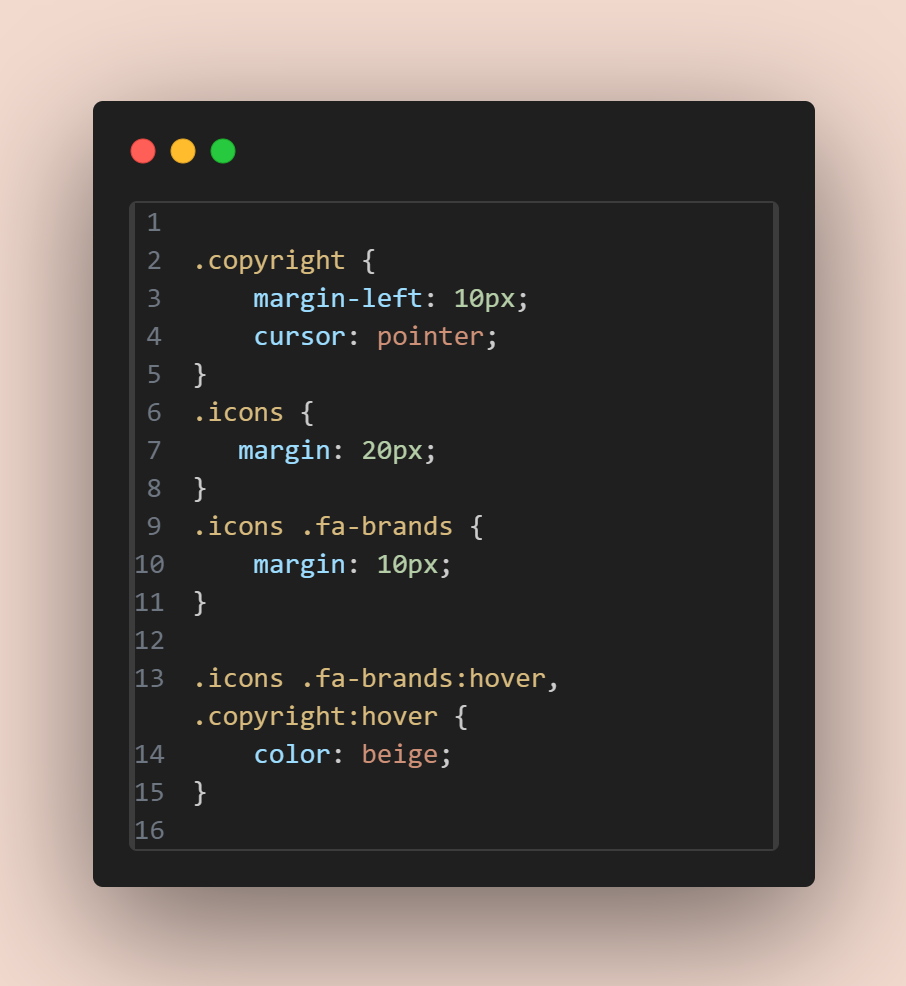 1
2 .copyright {
3     margin-left: 10px;
4     cursor: pointer;
5 }
6 .icons {
7    margin: 20px;
8 }
9 .icons .fa-brands {
10     margin: 10px;
11 }
12
13 .icons .fa-brands:hover,
.copyright:hover {
14     color: beige;
15 }
16